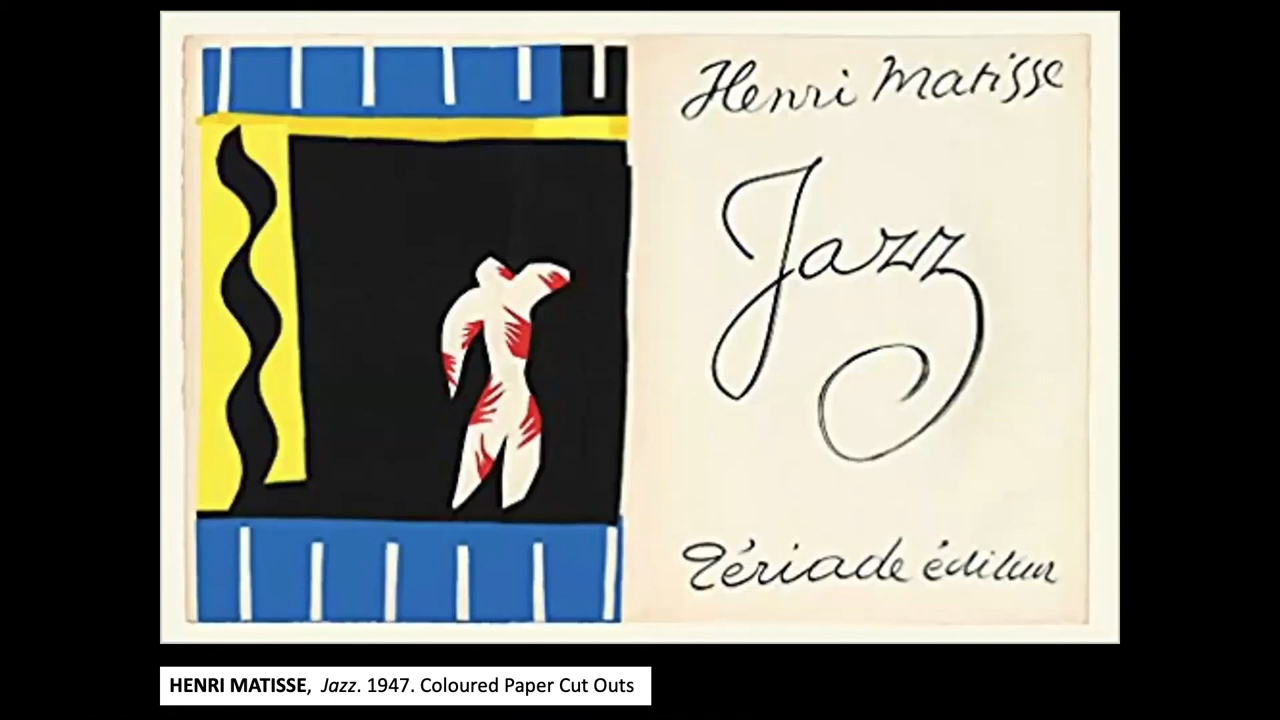 Henri Matisse
Jazz
Tériade éditeur
HENRI MATISSE, Jazz. 1947. Coloured Paper Cut Outs